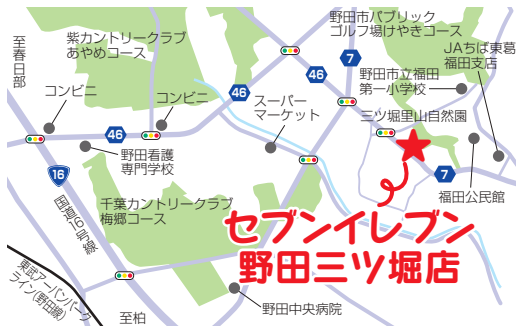 野田市パブリック
ゴルフ場けやきコース
紫カントリークラブ
あやめコース
至春日部
JAちば東葛
福田支店
7
野田市立福田
第一小学校
46
46
コンビニ
コンビニ
スーパー
マーケット
三ツ堀里山自然園
46
野田看護
専門学校
16
国道16号線
7
福田公民館
千葉カントリークラブ
梅郷コース
セブンイレブン
野田三ツ堀店
東武アーバンパーク
ライン(野田線)
至柏
野田中央病院